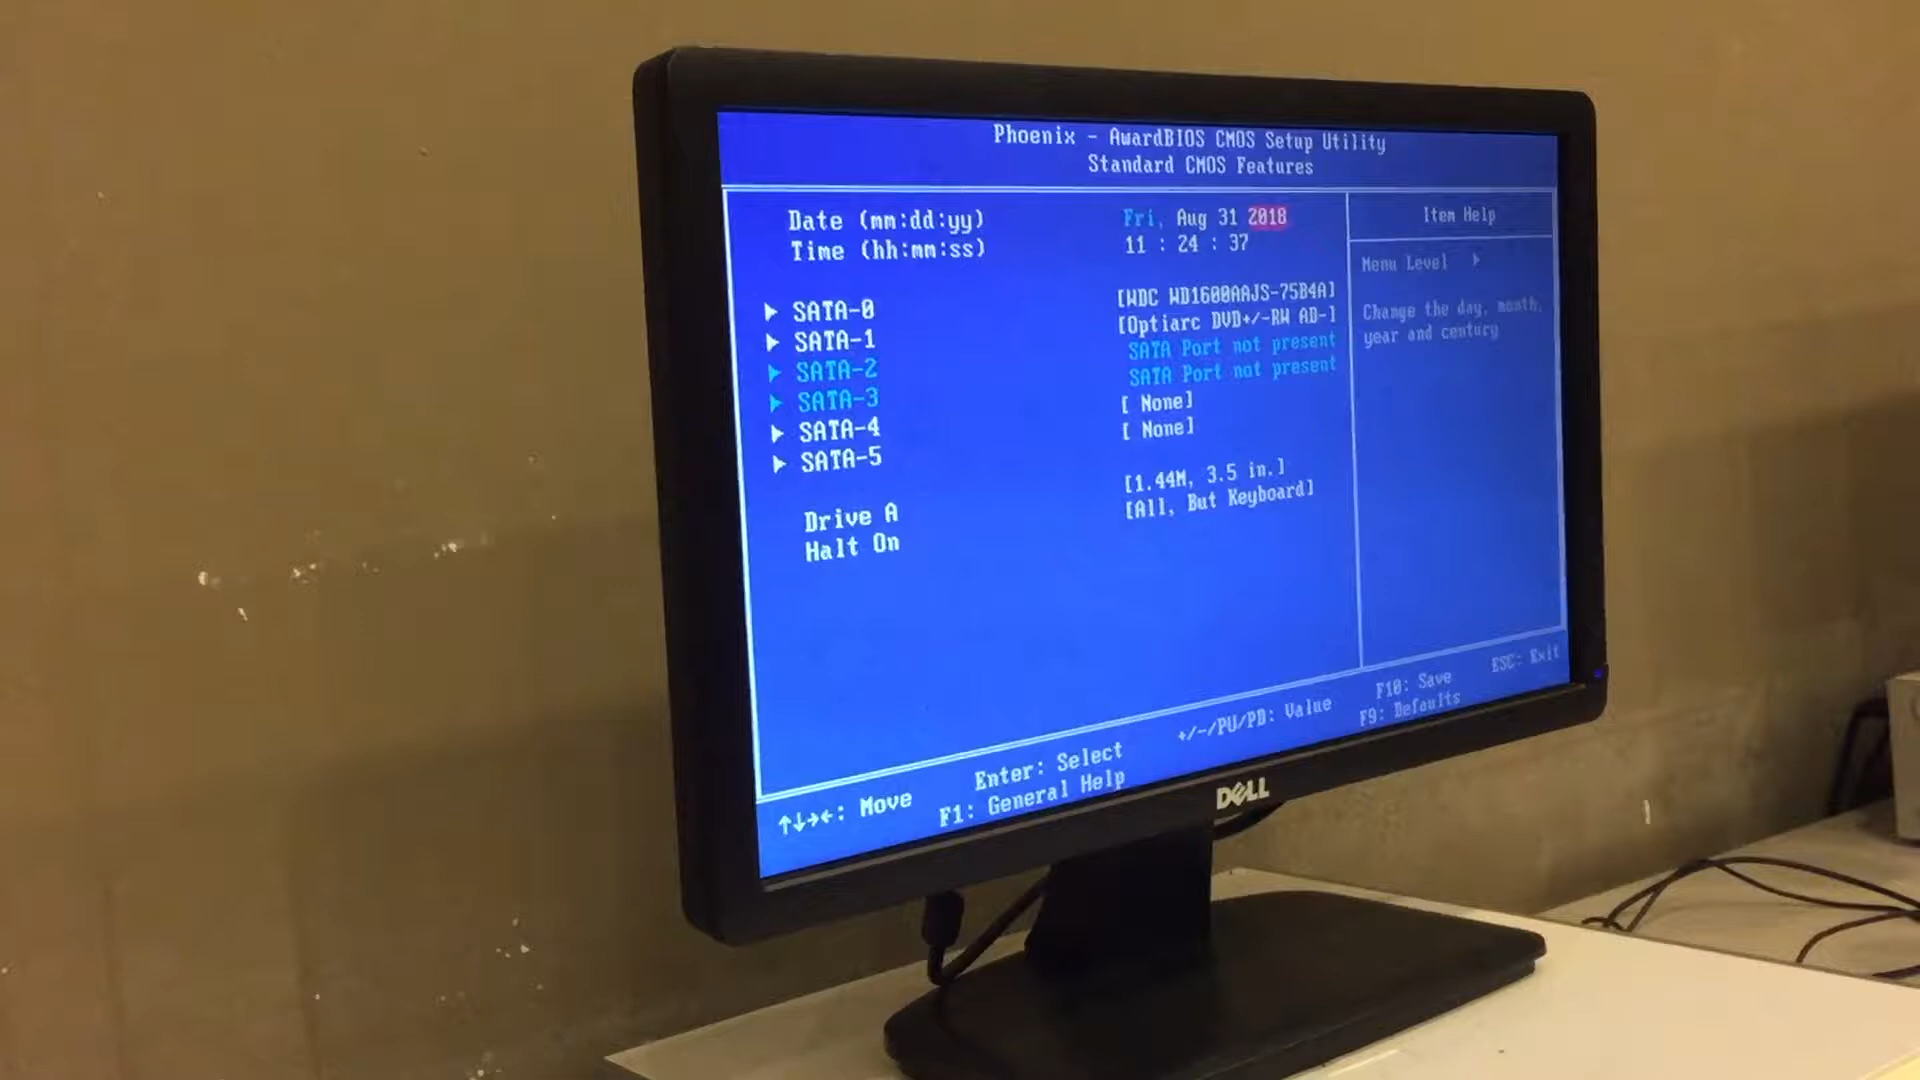 Phoenix - AwardBIOS CMOS Setup Utility
Standard CMOS Features
Date (mm:dd:yy) Fri, Aug 31 2018
Time (hh:mm:ss) 11 : 24 : 37
SATA-0 [WDC WD1600AAJS-75B4A]
SATA-1 [Optiarc DVD+/-RW AD-]
SATA-2 SATA Port not present
SATA-3 SATA Port not present
SATA-4 [ None]
SATA-5 [ None]
Drive A [1.44M, 3.5 in.]
Halt On [All, But Keyboard]
Item Help
Menu Level
Change the day, month,
year and century
↑↓→←: Move Enter: Select +/-/PU/PD: Value F10: Save ESC: Exit
F1: General Help F9: Defaults
DELL